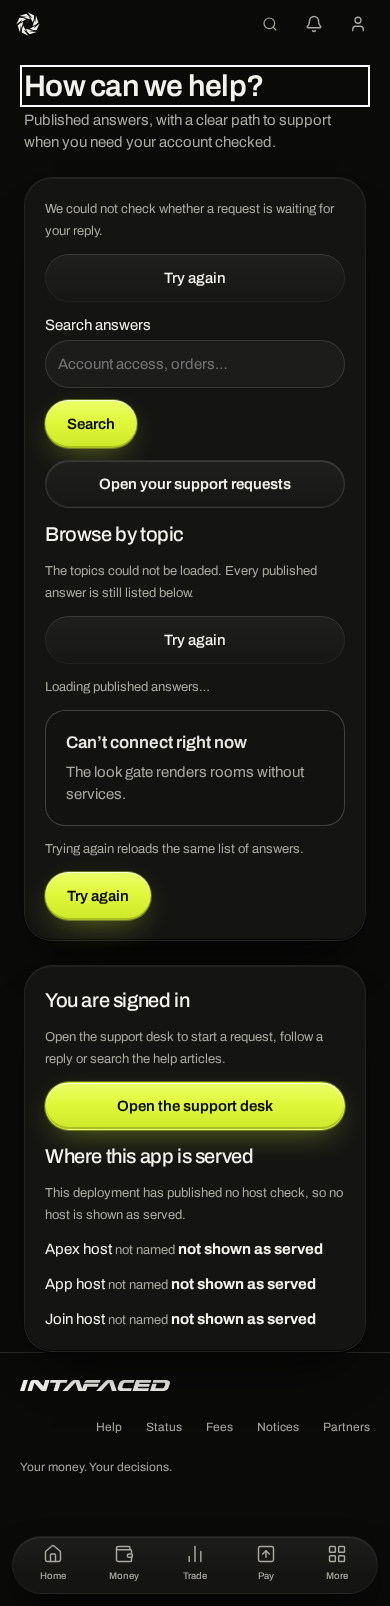 How can we help?
Published answers, with a clear path to support
when you need your account checked.
We could not check whether a request is waiting for
your reply.
Try again
Search answers
Account access, orders...
Search
Open your support requests
Browse by topic
The topics could not be loaded. Every published
answer is still listed below.
Try again
Loading published answers...
Can’t connect right now
The look gate renders rooms without
services.
Trying again reloads the same list of answers.
Try again
You are signed in
Open the support desk to start a request, follow a
reply or search the help articles.
Open the support desk
Where this app is served
This deployment has published no host check, so no
host is shown as served.
Apex host not named not shown as served
App host not named not shown as served
Join host not named not shown as served
INTAFACED
Help Status Fees Notices Partners
Your money. Your decisions.
Home Money Trade Pay More